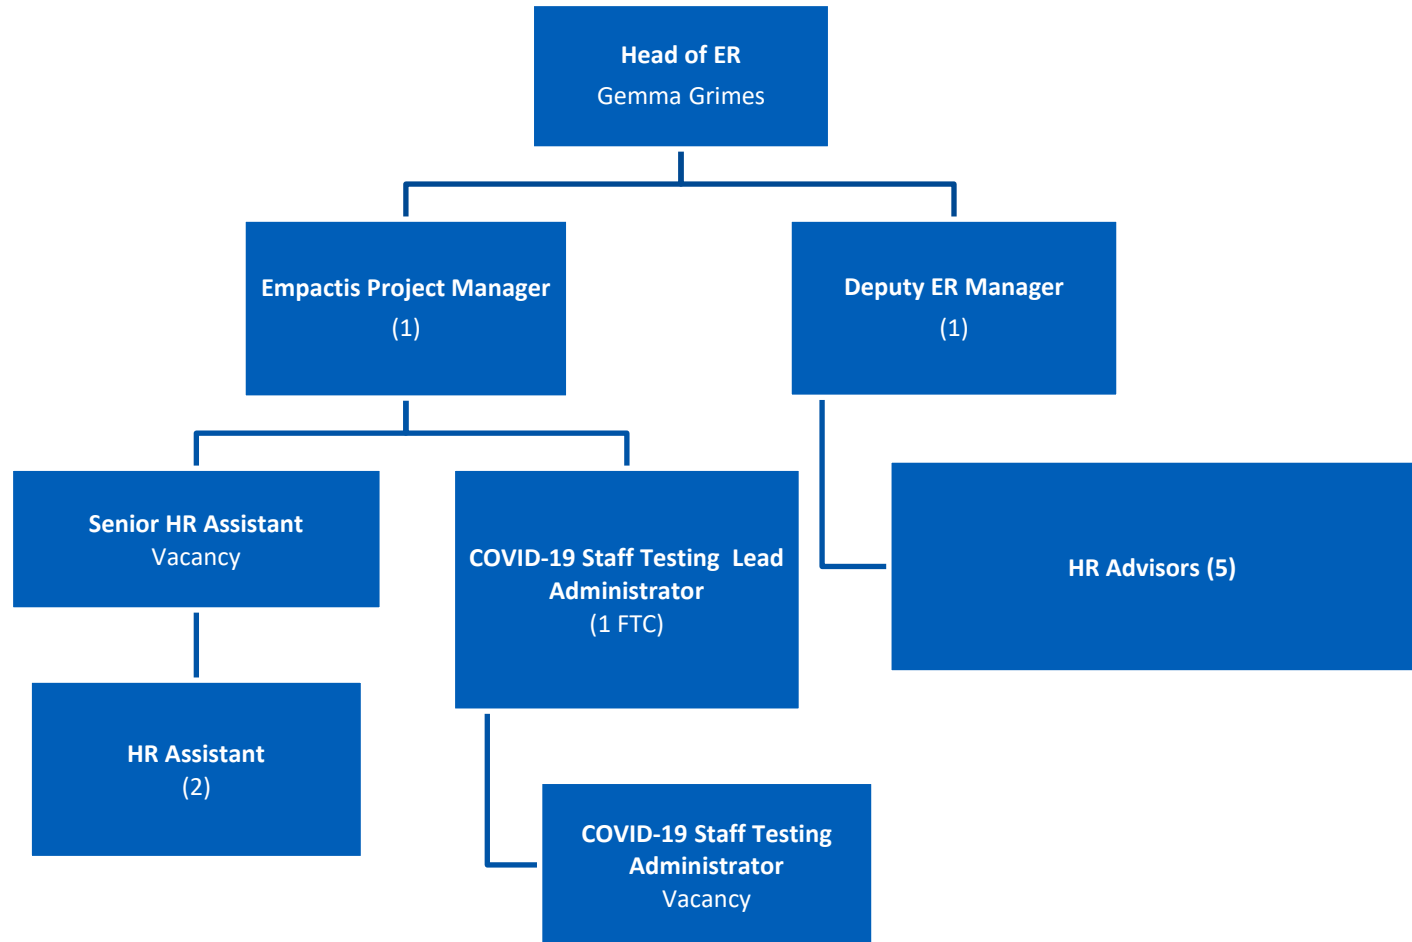 Head of ER
Gemma Grimes
Empactis Project Manager
(1)
Deputy ER Manager
(1)
Senior HR Assistant
Vacancy
COVID-19 Staff Testing  Lead
Administrator
(1 FTC)
HR Advisors (5)
HR Assistant
(2)
COVID-19 Staff Testing
Administrator
Vacancy